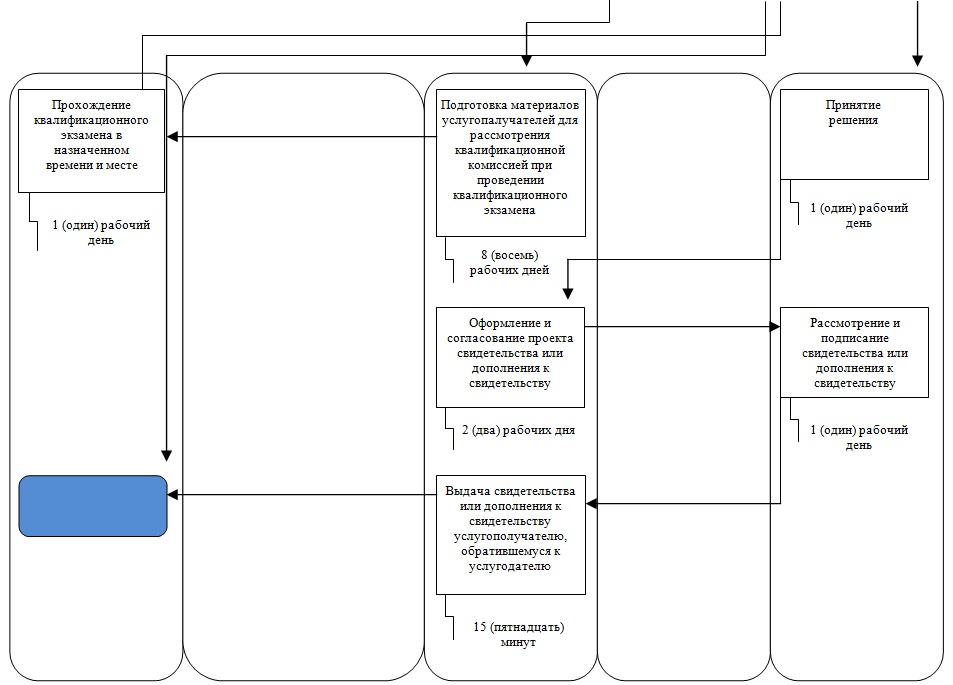 Прохождение
квалификационного
экзамена в
назначенном
времени и месте
1 (один) рабочий
день
Подготовка материалов
услугопалучателей для
рассмотрения
квалификационной
комиссией при
проведении
квалификационного
экзамена
8 (восемь)
рабочих дней
Принятие
решения
1 (один) рабочий
день
Оформление и
согласование проекта
свидетельства или
дополнения к
свидетельству
2 (два) рабочих дня
Рассмотрение и
подписание
свидетельства или
дополнения к
свидетельству
1 (один) рабочий
день
Выдача свидетельства
или дополнения к
свидетельству
услугополучателю,
обратившемуся к
услугодателю
15 (пятнадцать)
минут